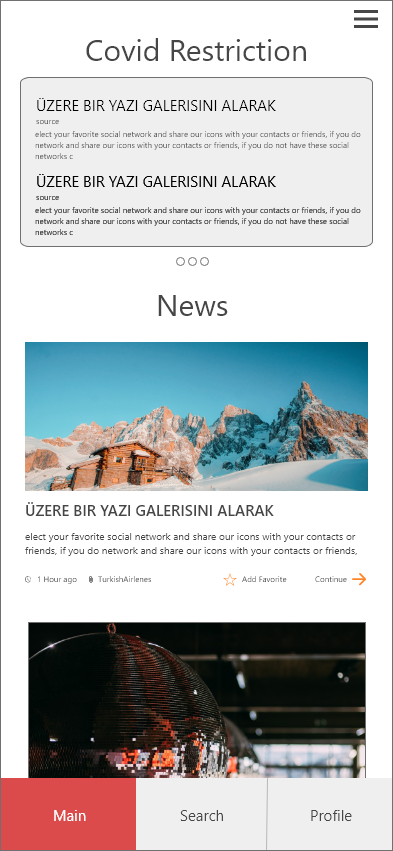 Covid Restriction
ÜZERE BIR YAZI GALERISINI ALARAK
source
elect your favorite social network and share our icons with your contacts or friends, if you do
network and share our icons with your contacts or friends, if you do not have these social
networks c
ÜZERE BIR YAZI GALERISINI ALARAK
source
elect your favorite social network and share our icons with your contacts or friends, if you do
network and share our icons with your contacts or friends, if you do not have these social
networks c
News
ÜZERE BIR YAZI GALERISINI ALARAK
elect your favorite social network and share our icons with your contacts or
friends, if you do network and share our icons with your contacts or friends,
1 Hour.ago TurkishAirlenes Add Favorite Continue
Main Search Profile